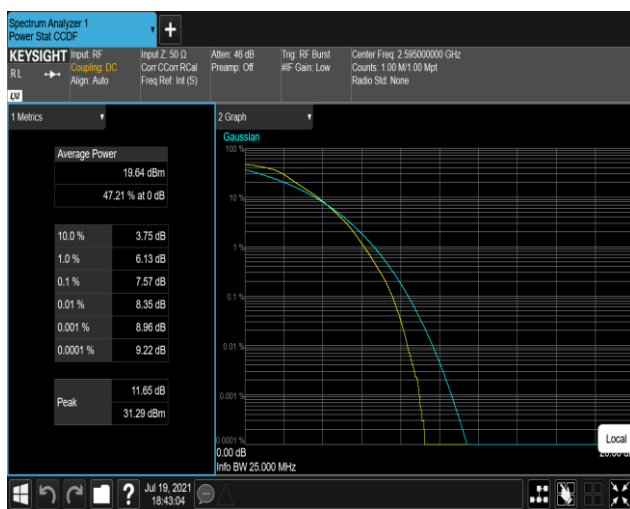 Spectrum Analyzer 1
Power Stat CCDF
KEYSIGHT
RL
LXI
Input: RF
Coupling: DC
Align: Auto
Input Z: 50 Ω
Corr CCorr RCal
Freq Ref: Int (S)
Atten: 46 dB
Preamp: Off
Trig: RF Burst
#IF Gain: Low
Center Freq: 2.595000000 GHz
Counts: 1.00 M/1.00 Mpt
Radio Std: None
1 Metrics
Average Power
19.64 dBm
47.21 % at 0 dB
10.0 % 3.75 dB
1.0 % 6.13 dB
0.1 % 7.57 dB
0.01 % 8.35 dB
0.001 % 8.96 dB
0.0001 % 9.22 dB
Peak
11.65 dB
31.29 dBm
2 Graph
Gaussian
100 %
10 %
1 %
0.1 %
0.01 %
0.001 %
0.0001 %
0.00 dB
Info BW 25.000 MHz
Local
Jul 19, 2021
18:43:04